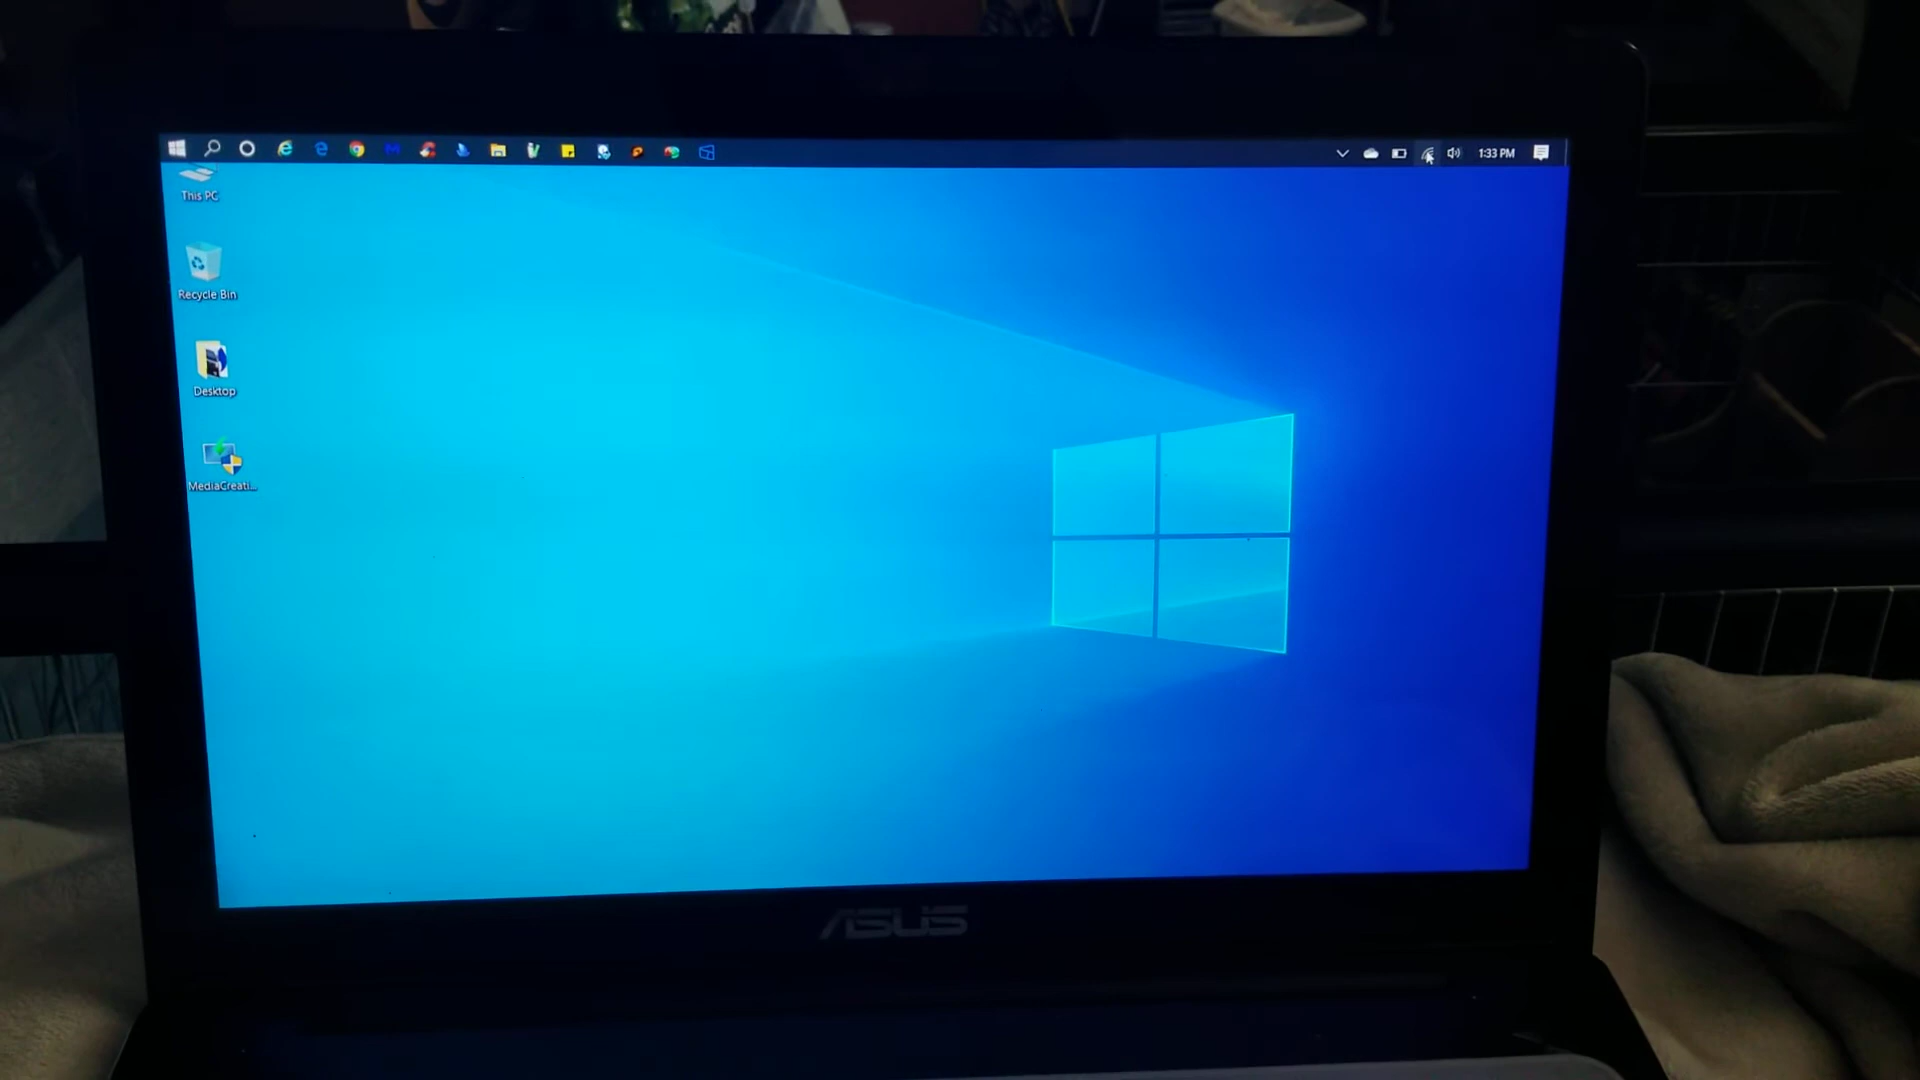 1:33 PM
This PC
Recycle Bin
Desktop
MediaCreati...
ASUS